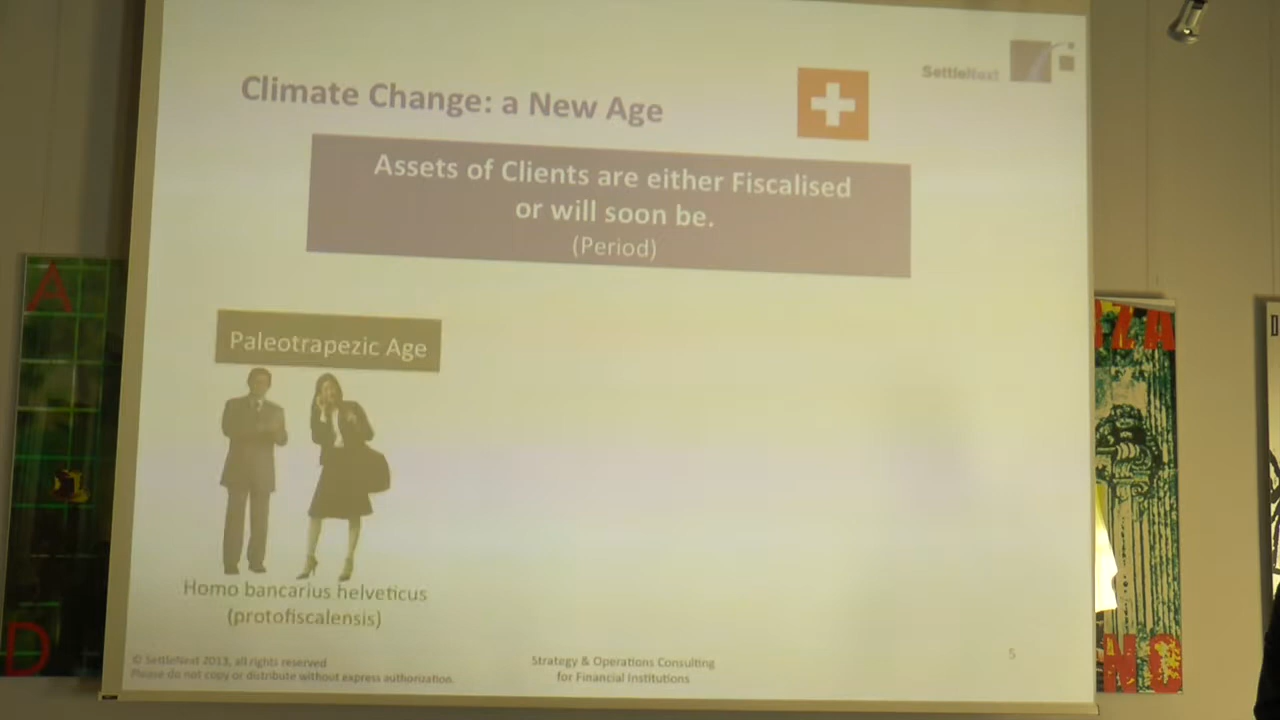 SettleNext
Climate Change: a New Age
Assets of Clients are either Fiscalised
or will soon be.
(Period)
Paleotrapezic Age
Homo bancarius helveticus
(protofiscalensis)
© SettleNext 2013, all rights reserved
Please do not copy or distribute without express authorization.
Strategy & Operations Consulting
for Financial Institutions
5
A
D
ZA
NO